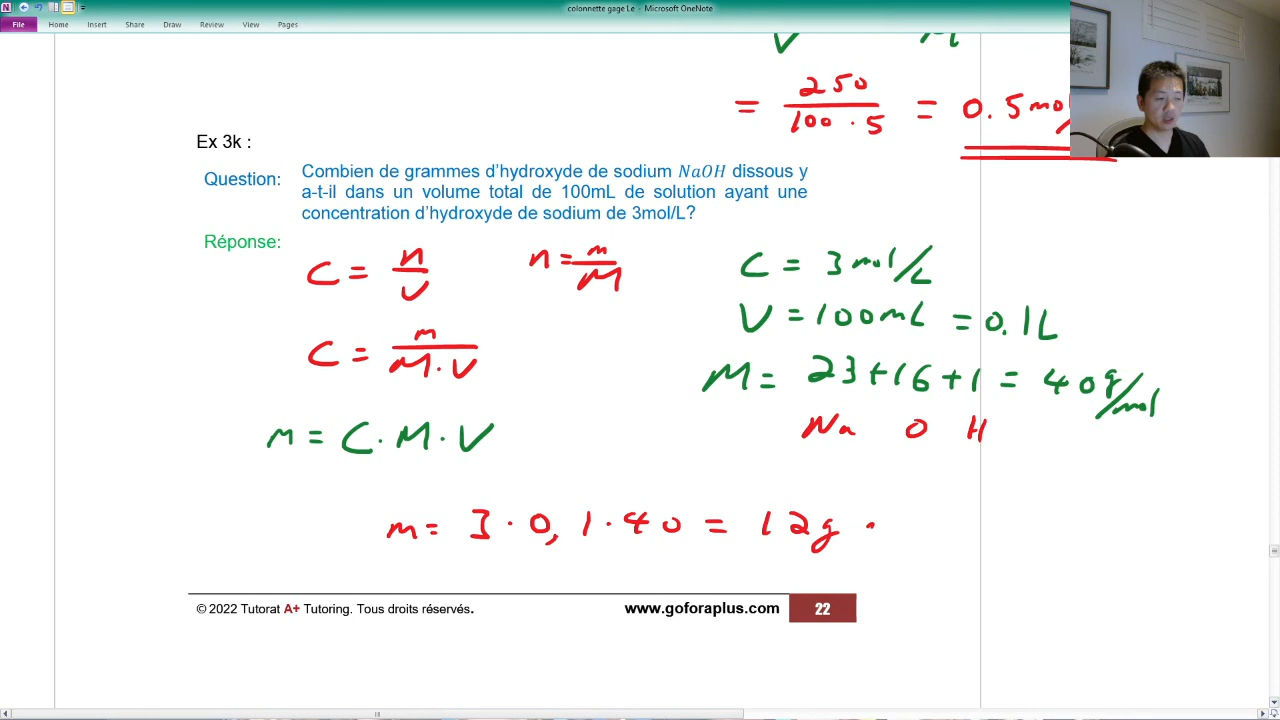 colonnette gage Le - Microsoft OneNote
File Home Insert Share Draw Review View Pages
V M
= 250 / 100 · 5 = 0.5 mol
Ex 3k :
Question: Combien de grammes d'hydroxyde de sodium NaOH dissous y
a-t-il dans un volume total de 100mL de solution ayant une
concentration d'hydroxyde de sodium de 3mol/L?
Réponse:
C = n/V n = m/M C = 3 mol/L
V = 100mL = 0.1L
C = m/M·V
M = 23+16+1 = 40g/mol
Na O H
m = C·M·V
m = 3·0,1·40 = 12g
© 2022 Tutorat A+ Tutoring. Tous droits réservés. www.goforaplus.com 22